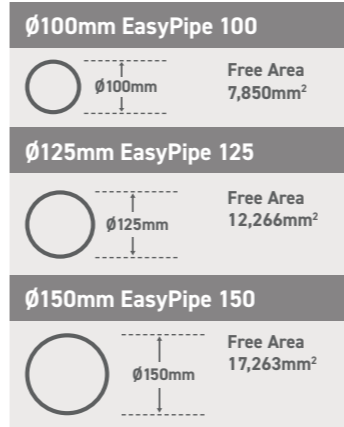 Ø100mm EasyPipe 100
Ø100mm
Free Area
7,850mm²
Ø125mm EasyPipe 125
Ø125mm
Free Area
12,266mm²
Ø150mm EasyPipe 150
Ø150mm
Free Area
17,263mm²